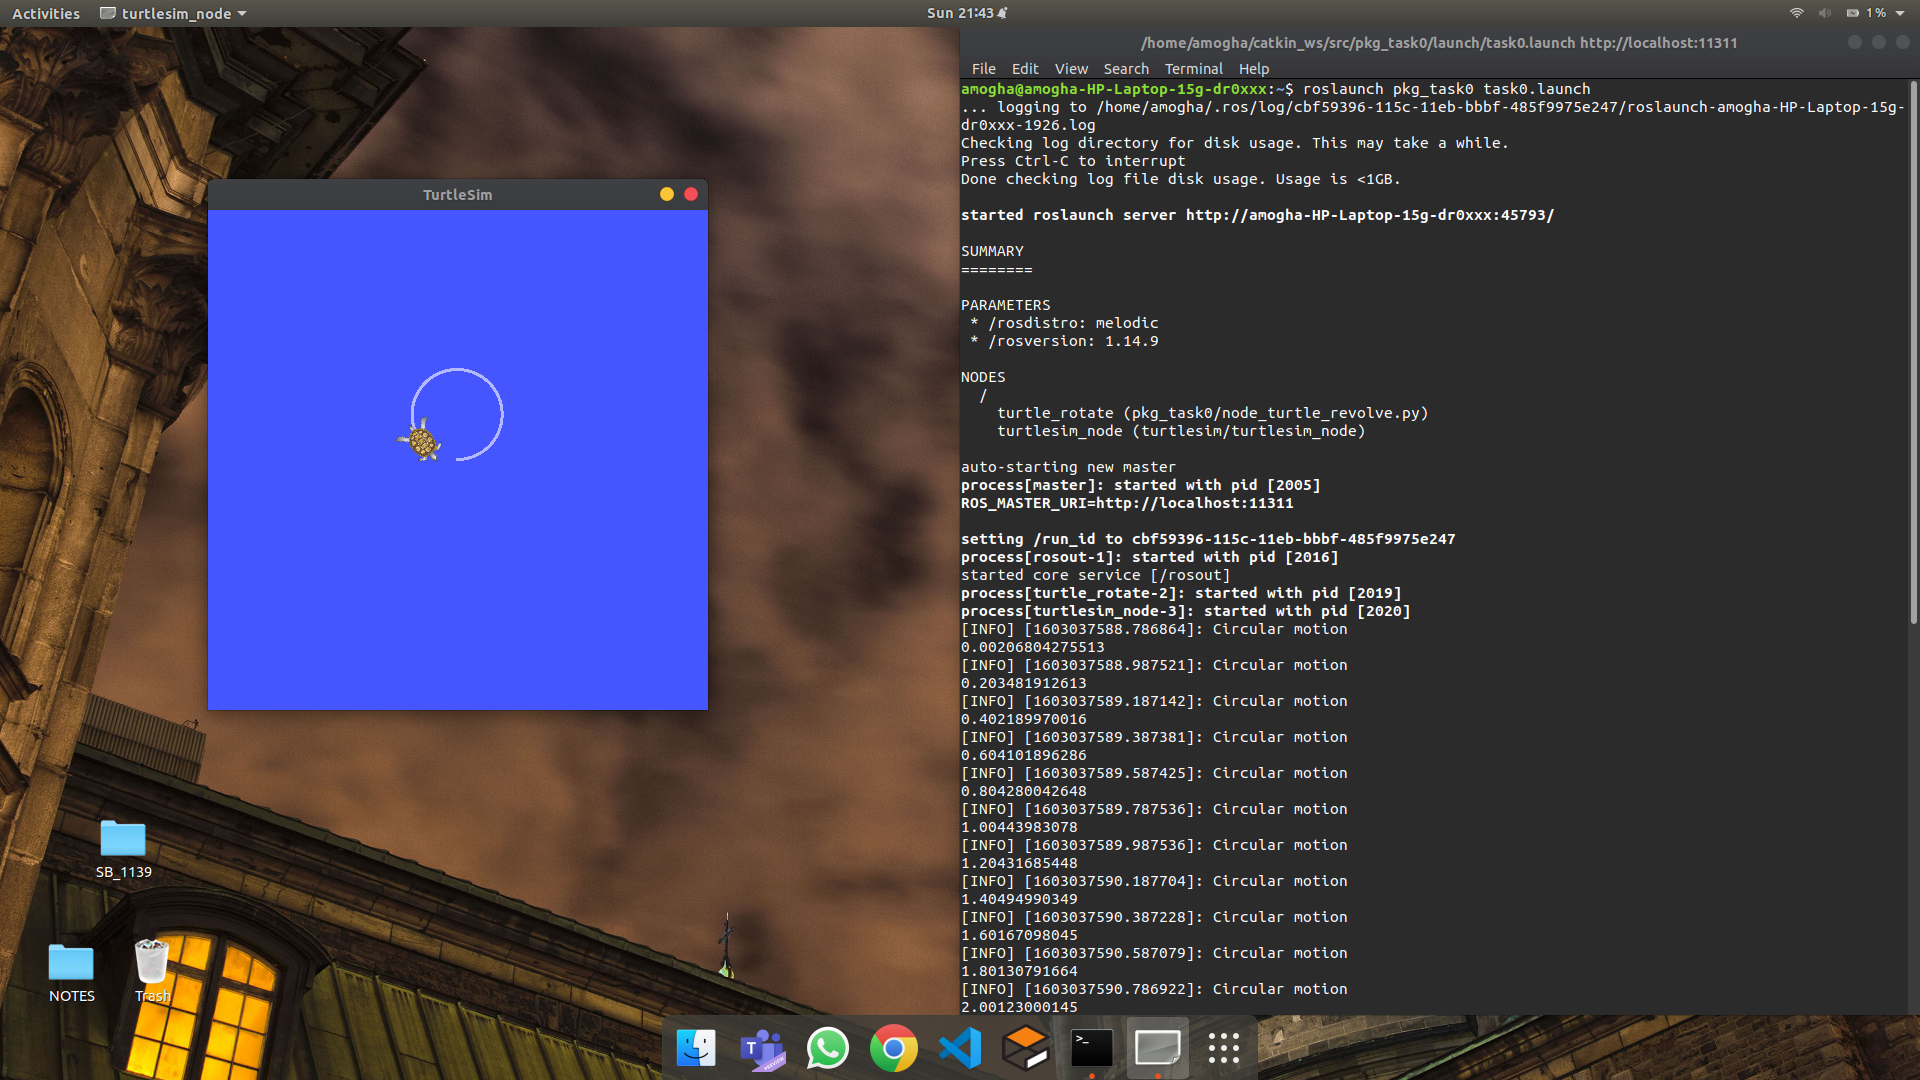 Activities
turtlesim_node
Sun 21:43
1 %
/home/amogha/catkin_ws/src/pkg_task0/launch/task0.launch http://localhost:11311
File Edit View Search Terminal Help
amogha@amogha-HP-Laptop-15g-dr0xxx:~$ roslaunch pkg_task0 task0.launch
... logging to /home/amogha/.ros/log/cbf59396-115c-11eb-bbbf-485f9975e247/roslaunch-amogha-HP-Laptop-15g-
dr0xxx-1926.log
Checking log directory for disk usage. This may take a while.
Press Ctrl-C to interrupt
Done checking log file disk usage. Usage is <1GB.
started roslaunch server http://amogha-HP-Laptop-15g-dr0xxx:45793/
SUMMARY
========
PARAMETERS
* /rosdistro: melodic
* /rosversion: 1.14.9
NODES
/
turtle_rotate (pkg_task0/node_turtle_revolve.py)
turtlesim_node (turtlesim/turtlesim_node)
auto-starting new master
process[master]: started with pid [2005]
ROS_MASTER_URI=http://localhost:11311
setting /run_id to cbf59396-115c-11eb-bbbf-485f9975e247
process[rosout-1]: started with pid [2016]
started core service [/rosout]
process[turtle_rotate-2]: started with pid [2019]
process[turtlesim_node-3]: started with pid [2020]
[INFO] [1603037588.786864]: Circular motion
0.00206804275513
[INFO] [1603037588.987521]: Circular motion
0.203481912613
[INFO] [1603037589.187142]: Circular motion
0.402189970016
[INFO] [1603037589.387381]: Circular motion
0.604101896286
[INFO] [1603037589.587425]: Circular motion
0.804280042648
[INFO] [1603037589.787536]: Circular motion
1.00443983078
[INFO] [1603037589.987536]: Circular motion
1.20431685448
[INFO] [1603037590.187704]: Circular motion
1.40494990349
[INFO] [1603037590.387228]: Circular motion
1.60167098045
[INFO] [1603037590.587079]: Circular motion
1.80130791664
[INFO] [1603037590.786922]: Circular motion
2.00123000145
TurtleSim
SB_1139
NOTES
Trash
T
PREVIEW
>_